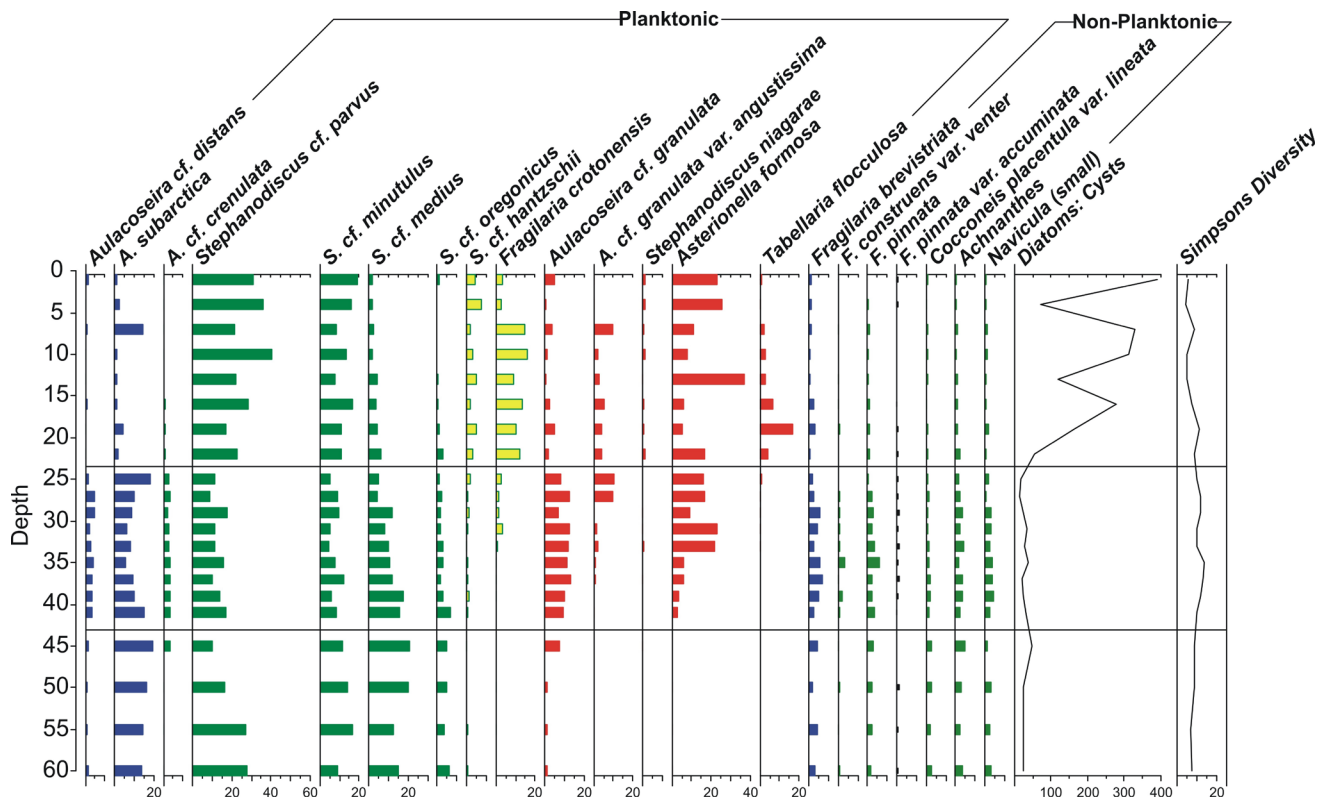 Planktonic
Non-Planktonic
Aulacoseira cf. distans
A. subarctica
A. cf. crenulata
Stephanodiscus cf. parvus
S. cf. minutulus
S. cf. medius
S. cf. oregonicus
S. cf. hantzschii
Fragilaria crotonensis
Aulacoseira cf. granulata
A. cf. granulata var. angustissima
Stephanodiscus niagarae
Asterionella formosa
Tabellaria flocculosa
Fragilaria brevistriata
F. construens var. venter
F. pinnata
F. pinnata var. accuminata
Cocconeis placentula var. lineata
Achnanthes
Navicula (small)
Diatoms: Cysts
Simpsons Diversity
Depth
0
5
10
15
20
25
30
35
40
45
50
55
60
20 20 40 60 20 20 20 20 20 20 20 40 20 20 100 200 300 400 20